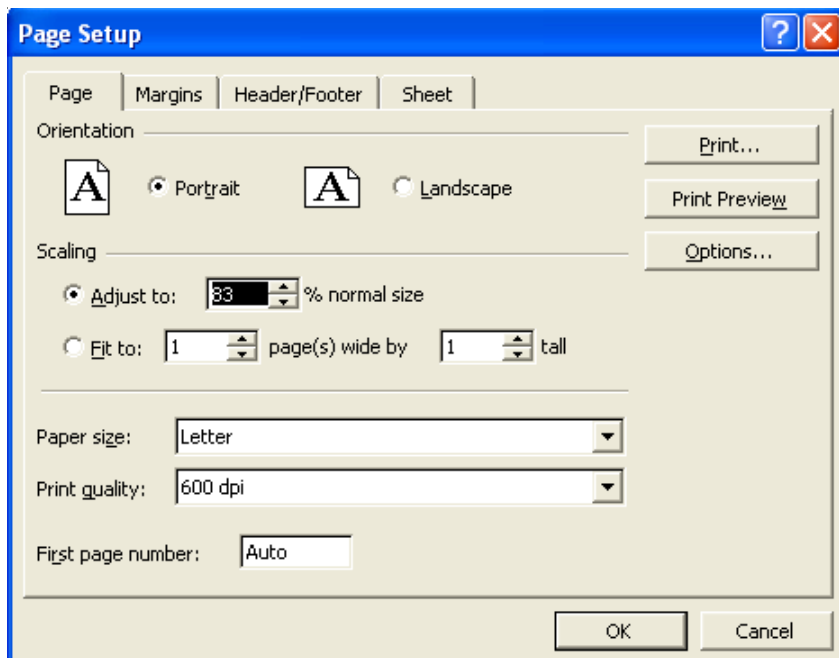 Page Setup
Page Margins Header/Footer Sheet
Orientation
Print...
A Portrait A Landscape
Print Preview
Scaling
Options...
Adjust to: 83 % normal size
Fit to: 1 page(s) wide by 1 tall
Paper size: Letter
Print quality: 600 dpi
First page number: Auto
OK Cancel